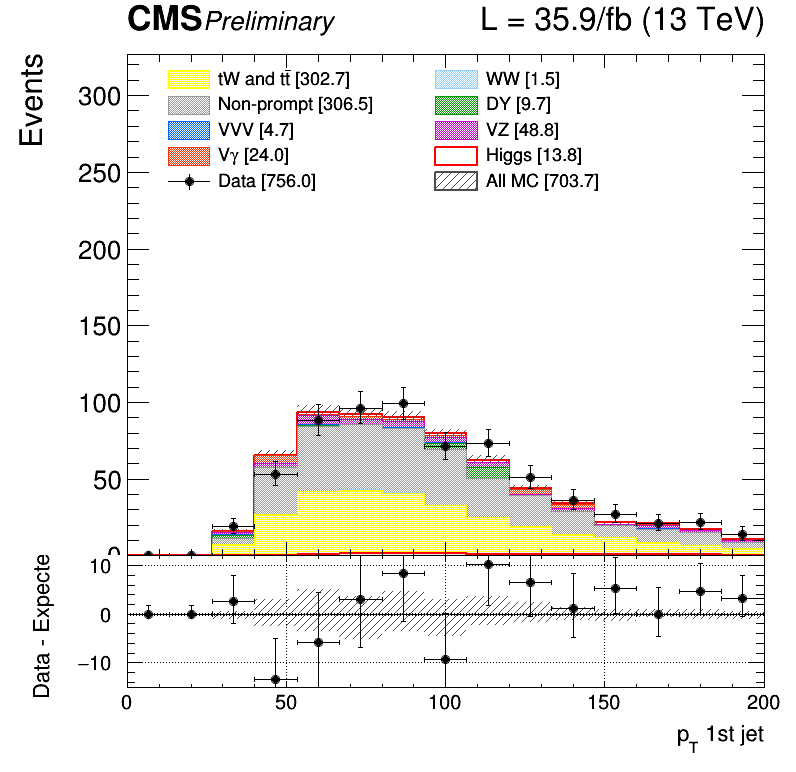 CMS Preliminary L = 35.9/fb (13 TeV)
Events
tW and tt̄ [302.7] WW [1.5]
Non-prompt [306.5] DY [9.7]
VVV [4.7] VZ [48.8]
Vγ [24.0] Higgs [13.8]
Data [756.0] All MC [703.7]
300
250
200
150
100
50
0
Data - Expecte
10
0
−10
0 50 100 150 200
p_T 1st jet